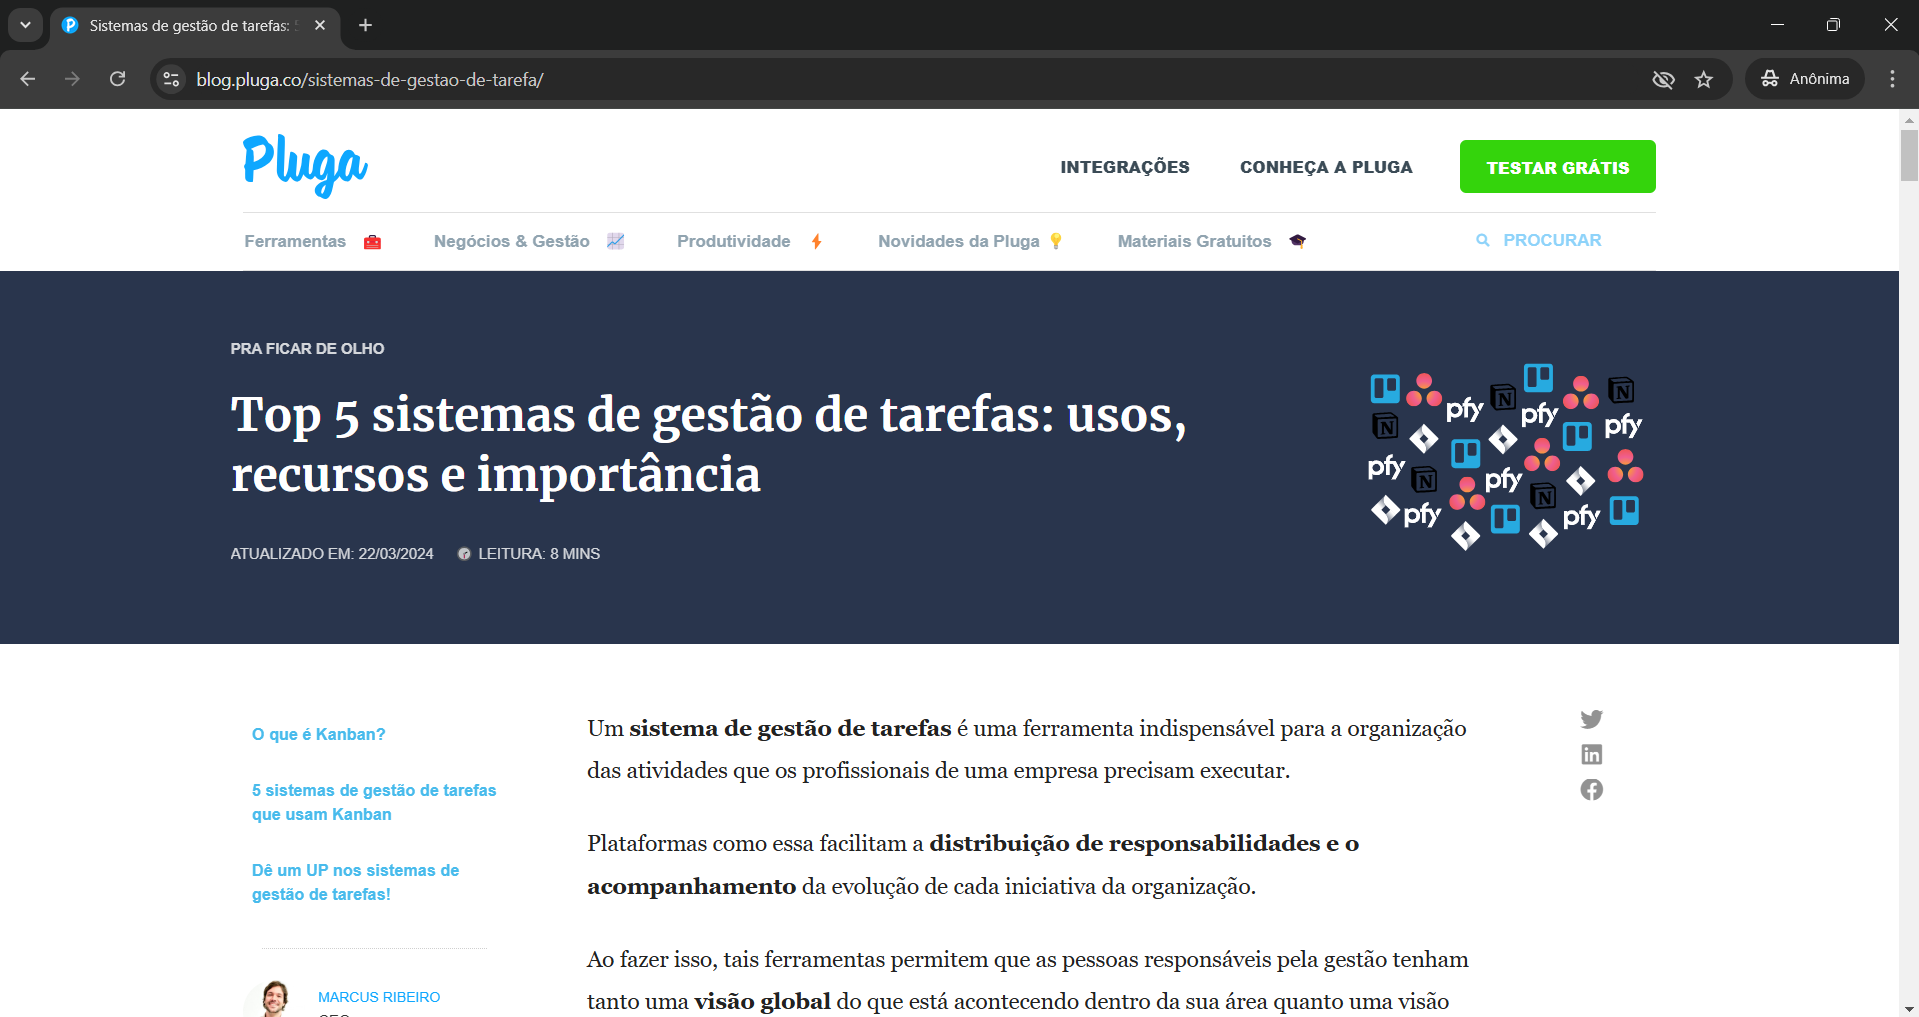 Sistemas de gestão de tarefas:
blog.pluga.co/sistemas-de-gestao-de-tarefa/
Anônima
Pluga
INTEGRAÇÕES
CONHEÇA A PLUGA
TESTAR GRÁTIS
Ferramentas
Negócios & Gestão
Produtividade
Novidades da Pluga
Materiais Gratuitos
PROCURAR
PRA FICAR DE OLHO
Top 5 sistemas de gestão de tarefas: usos,
recursos e importância
ATUALIZADO EM: 22/03/2024
LEITURA: 8 MINS
pfy
pfy
pfy
pfy
pfy
pfy
pfy
O que é Kanban?
5 sistemas de gestão de tarefas
que usam Kanban
Dê um UP nos sistemas de
gestão de tarefas!
MARCUS RIBEIRO
Um sistema de gestão de tarefas é uma ferramenta indispensável para a organização
das atividades que os profissionais de uma empresa precisam executar.
Plataformas como essa facilitam a distribuição de responsabilidades e o
acompanhamento da evolução de cada iniciativa da organização.
Ao fazer isso, tais ferramentas permitem que as pessoas responsáveis pela gestão tenham
tanto uma visão global do que está acontecendo dentro da sua área quanto uma visão